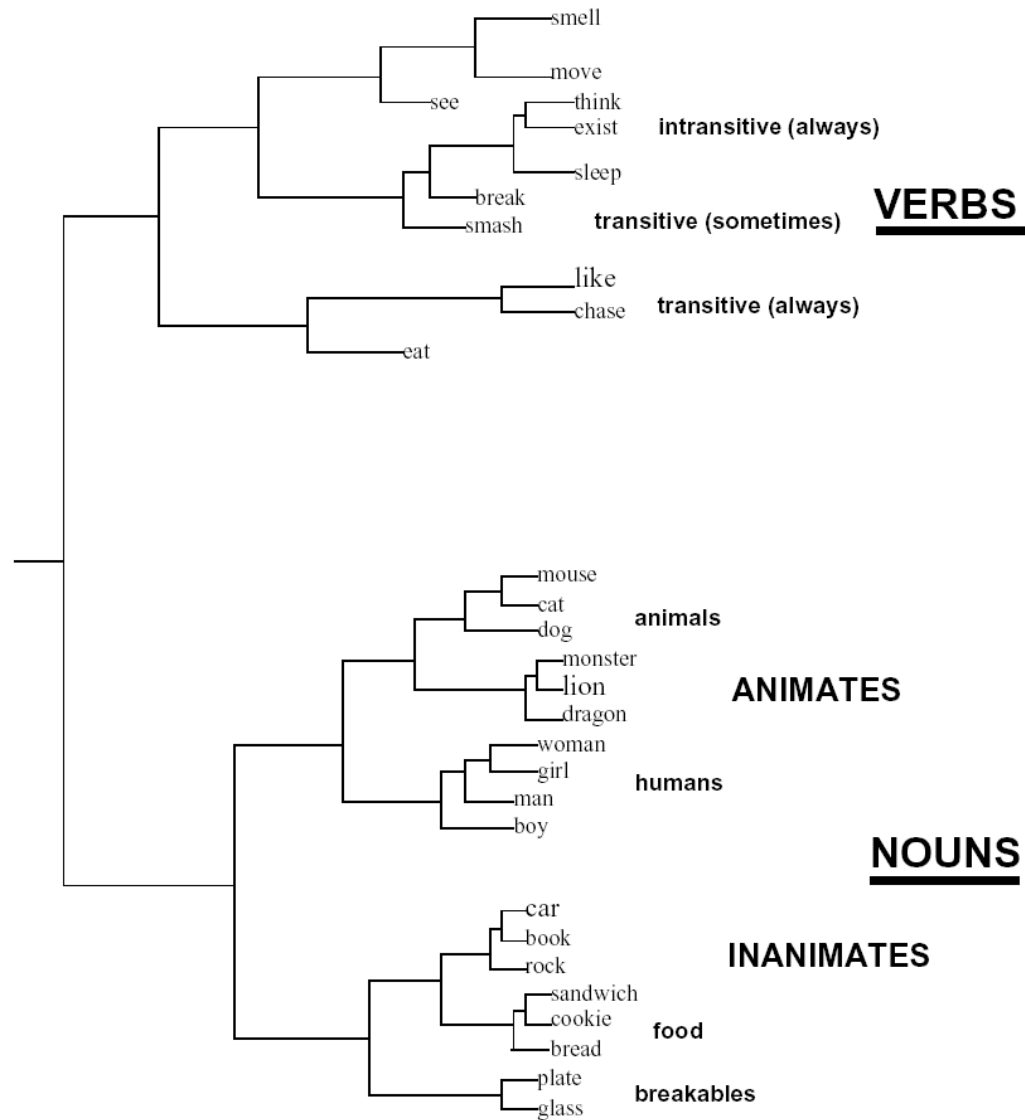 smell
move
see
think
exist
intransitive (always)
sleep
break
VERBS
smash
transitive (sometimes)
like
chase
transitive (always)
eat
mouse
cat
animals
dog
monster
lion
ANIMATES
dragon
woman
girl
humans
man
boy
NOUNS
car
book
INANIMATES
rock
sandwich
cookie
food
bread
plate
breakables
glass